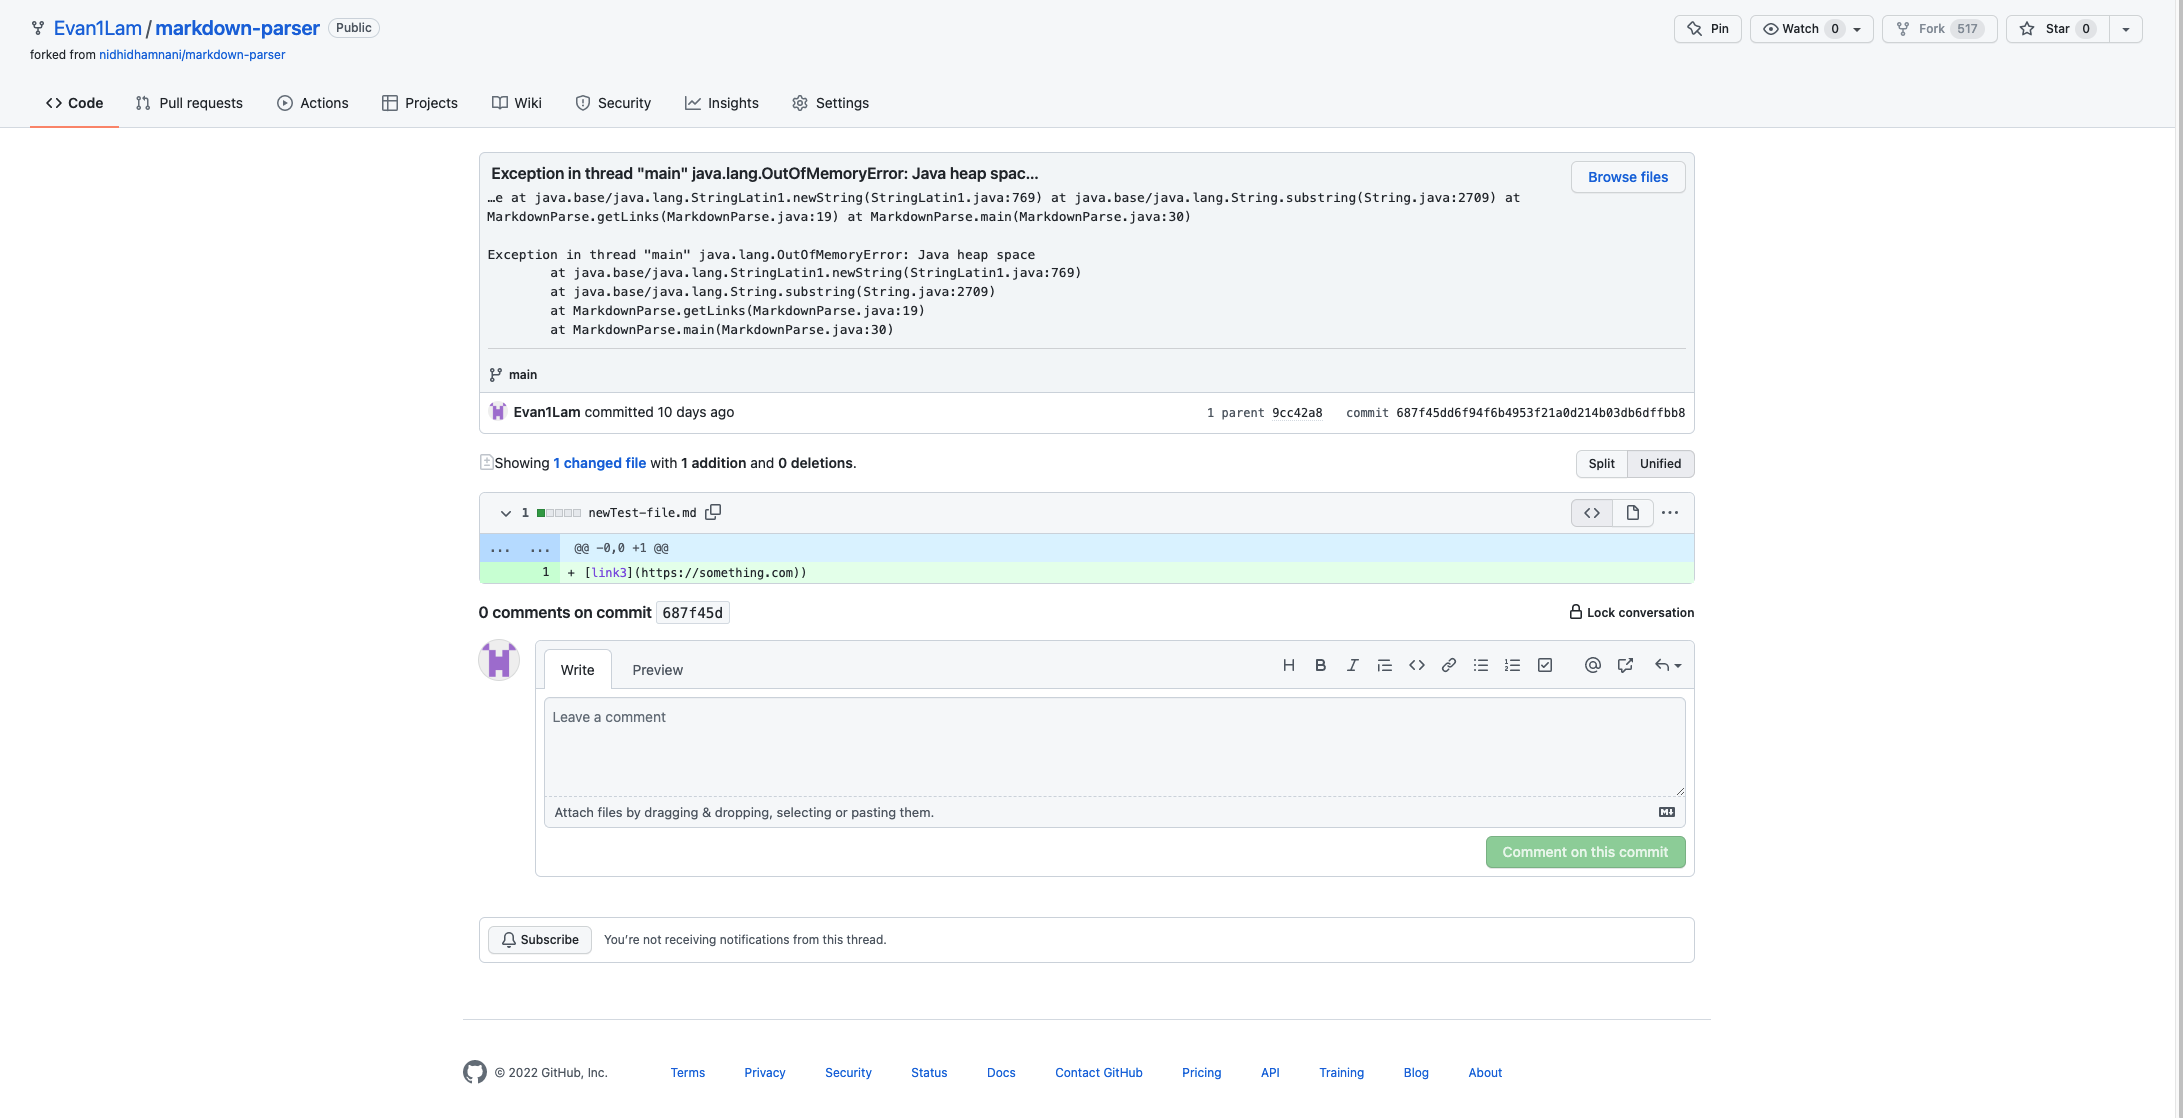 Evan1Lam / markdown-parser Public
Pin
Watch 0
Fork 517
Star 0
forked from nidhidhamnani/markdown-parser
Code
Pull requests
Actions
Projects
Wiki
Security
Insights
Settings
Exception in thread "main" java.lang.OutOfMemoryError: Java heap spac...
Browse files
…e at java.base/java.lang.StringLatin1.newString(StringLatin1.java:769) at java.base/java.lang.String.substring(String.java:2709) at
MarkdownParse.getLinks(MarkdownParse.java:19) at MarkdownParse.main(MarkdownParse.java:30)
Exception in thread "main" java.lang.OutOfMemoryError: Java heap space
at java.base/java.lang.StringLatin1.newString(StringLatin1.java:769)
at java.base/java.lang.String.substring(String.java:2709)
at MarkdownParse.getLinks(MarkdownParse.java:19)
at MarkdownParse.main(MarkdownParse.java:30)
main
Evan1Lam committed 10 days ago
1 parent 9cc42a8 commit 687f45dd6f94f6b4953f21a0d214b03db6dffbb8
Showing 1 changed file with 1 addition and 0 deletions.
Split
Unified
1 newTest-file.md
... ... @@ -0,0 +1 @@
1 + [link3](https://something.com))
0 comments on commit 687f45d
Lock conversation
Write
Preview
Leave a comment
Attach files by dragging & dropping, selecting or pasting them.
Comment on this commit
Subscribe
You're not receiving notifications from this thread.
© 2022 GitHub, Inc.
Terms
Privacy
Security
Status
Docs
Contact GitHub
Pricing
API
Training
Blog
About